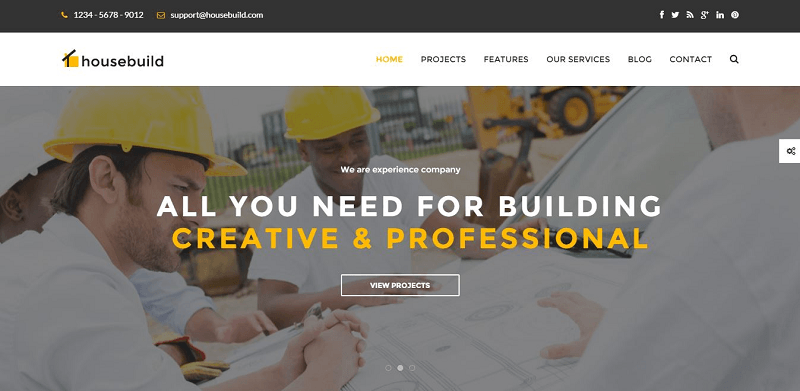 1234 - 5678 - 9012 support@housebuild.com
housebuild HOME PROJECTS FEATURES OUR SERVICES BLOG CONTACT
We are experience company
ALL YOU NEED FOR BUILDING
CREATIVE & PROFESSIONAL
VIEW PROJECTS